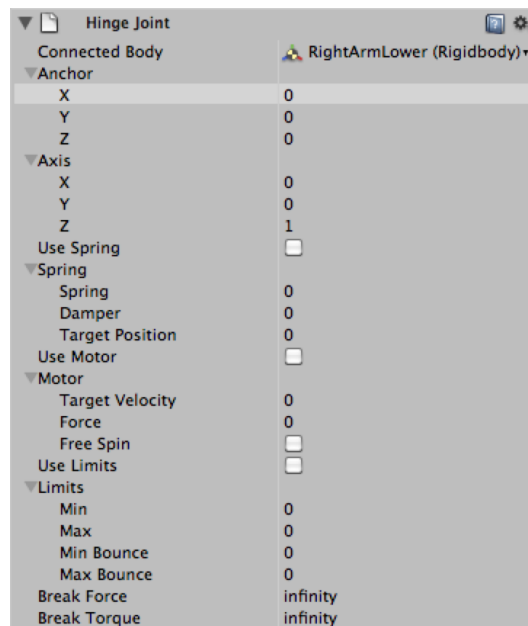 Hinge Joint
Connected Body RightArmLower (Rigidbody)
Anchor
X 0
Y 0
Z 0
Axis
X 0
Y 0
Z 1
Use Spring
Spring
Spring 0
Damper 0
Target Position 0
Use Motor
Motor
Target Velocity 0
Force 0
Free Spin
Use Limits
Limits
Min 0
Max 0
Min Bounce 0
Max Bounce 0
Break Force infinity
Break Torque infinity